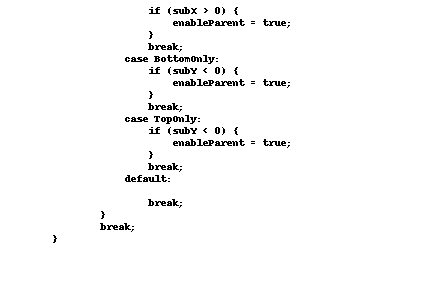 if (subX > 0) {
enableParent = true;
}
break;
case BottomOnly:
if (subY < 0) {
enableParent = true;
}
break;
case TopOnly:
if (subY < 0) {
enableParent = true;
}
break;
default:
break;
}
break;
}